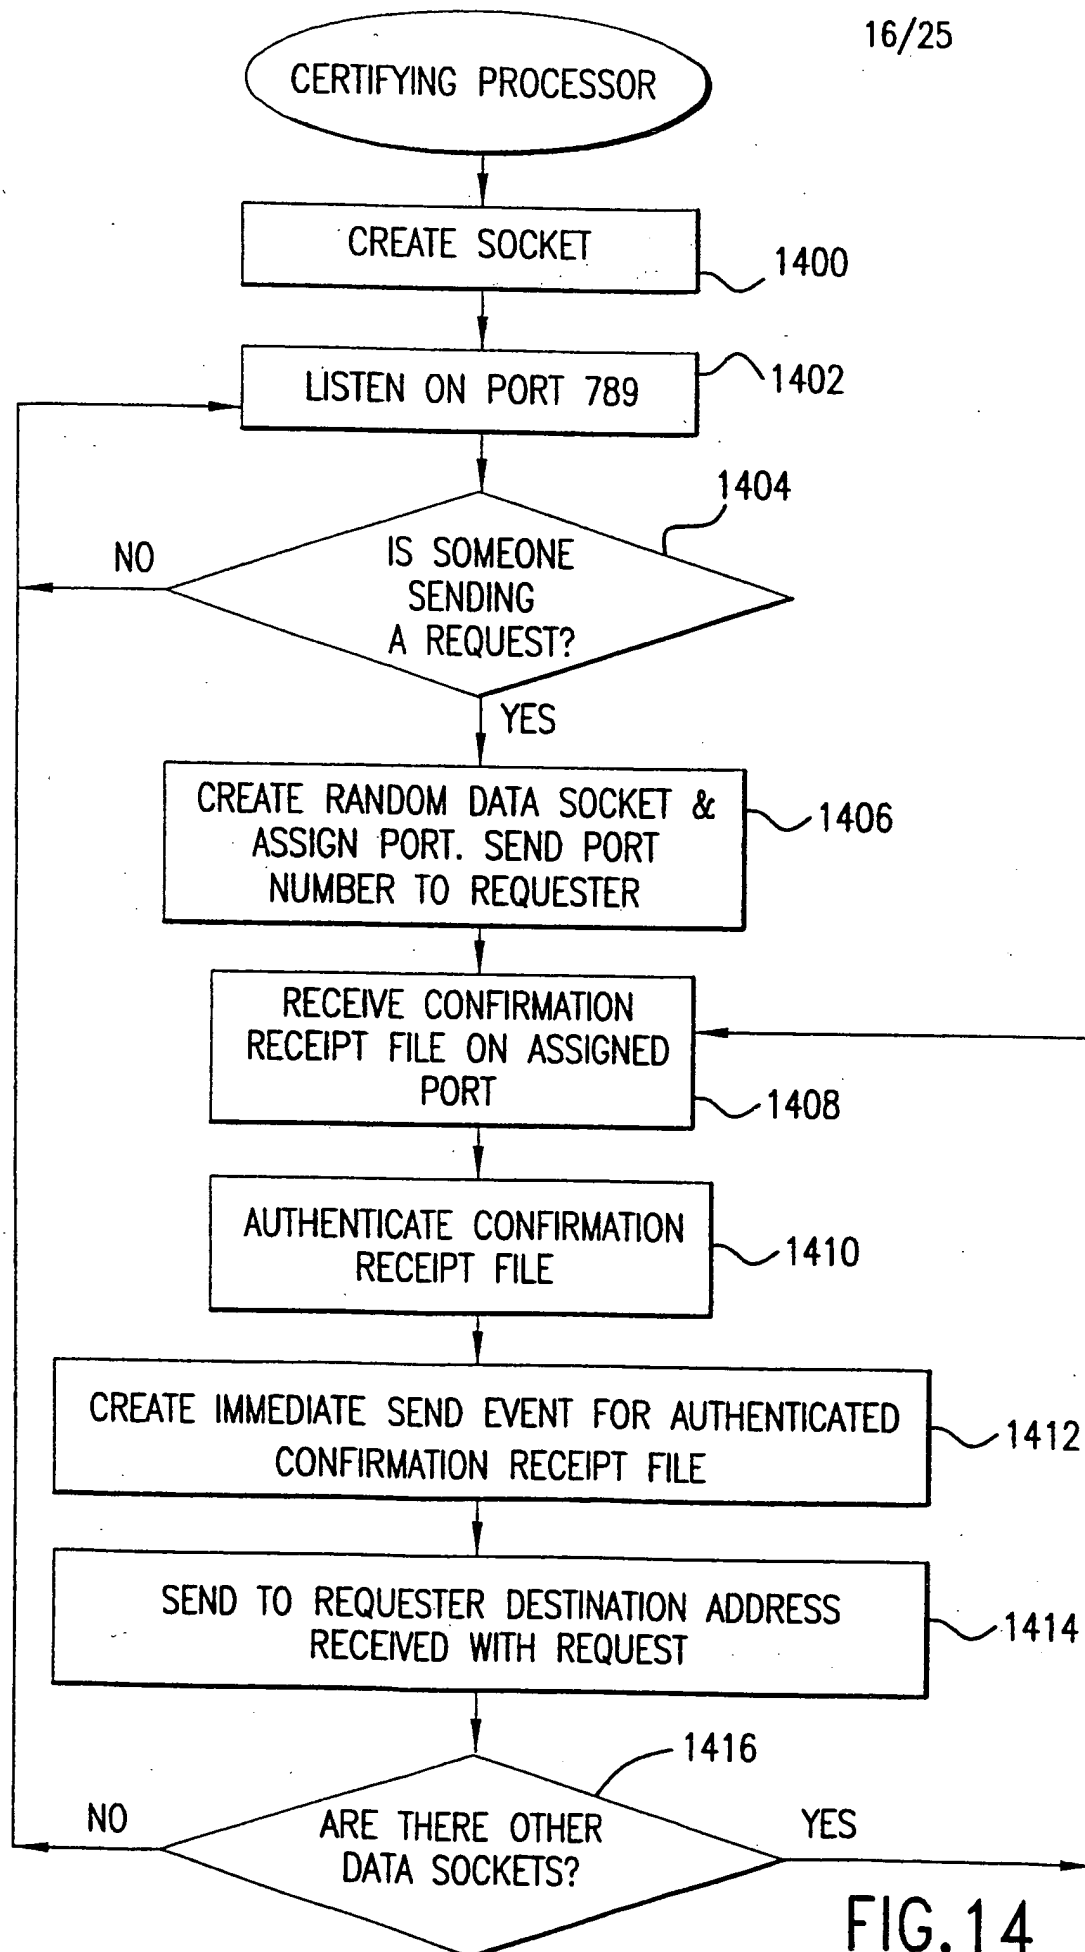 16/25
CERTIFYING PROCESSOR
CREATE SOCKET
1400
LISTEN ON PORT 789
1402
1404
IS SOMEONE
SENDING
A REQUEST?
NO
YES
CREATE RANDOM DATA SOCKET &
ASSIGN PORT. SEND PORT
NUMBER TO REQUESTER
1406
RECEIVE CONFIRMATION
RECEIPT FILE ON ASSIGNED
PORT
1408
AUTHENTICATE CONFIRMATION
RECEIPT FILE
1410
CREATE IMMEDIATE SEND EVENT FOR AUTHENTICATED
CONFIRMATION RECEIPT FILE
1412
SEND TO REQUESTER DESTINATION ADDRESS
RECEIVED WITH REQUEST
1414
1416
ARE THERE OTHER
DATA SOCKETS?
NO
YES
FIG.14